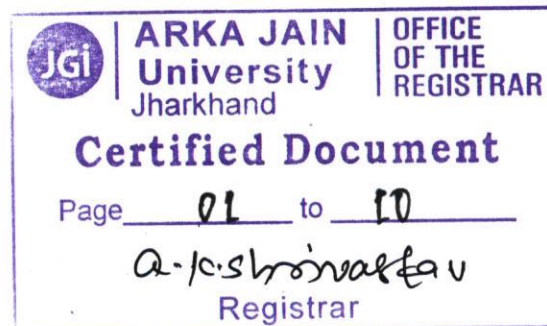 JGi
ARKA JAIN
University
Jharkhand
OFFICE
OF THE
REGISTRAR
Certified Document
Page 01 to 10
a.k.shrivastav
Registrar